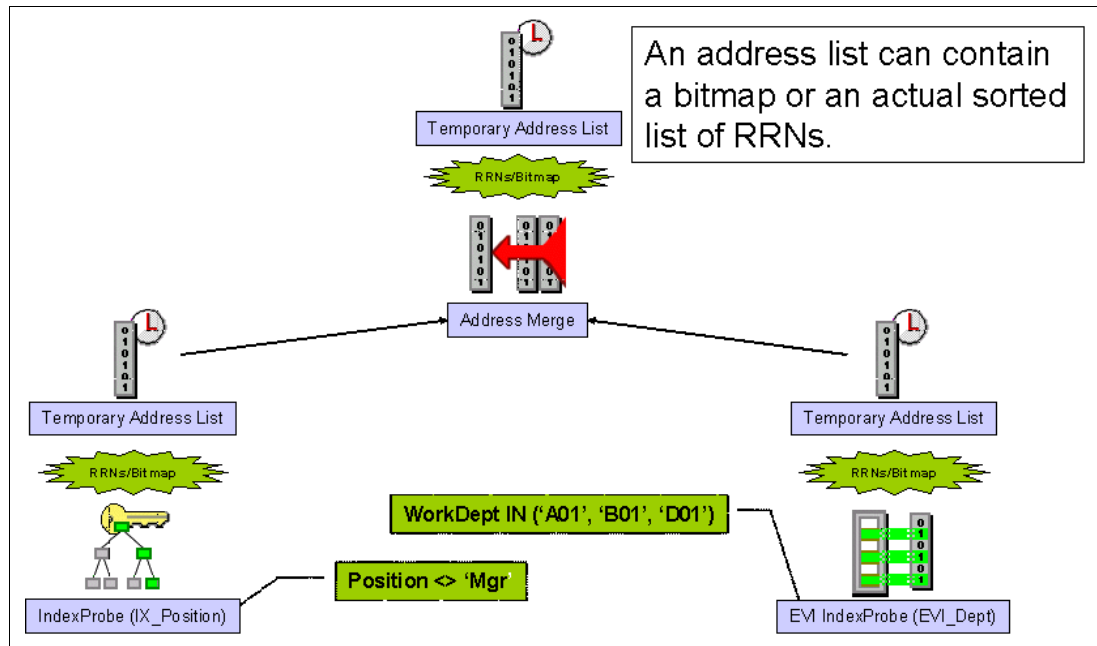 An address list can contain
a bitmap or an actual sorted
list of RRNs.
Temporary Address List
RRNs/Bitmap
Address Merge
Temporary Address List
Temporary Address List
RRNs/Bitmap
RRNs/Bitmap
WorkDept IN (‘A01’, ‘B01’, ‘D01’)
Position <> ‘Mgr’
IndexProbe (IX_Position)
EVI IndexProbe (EVI_Dept)